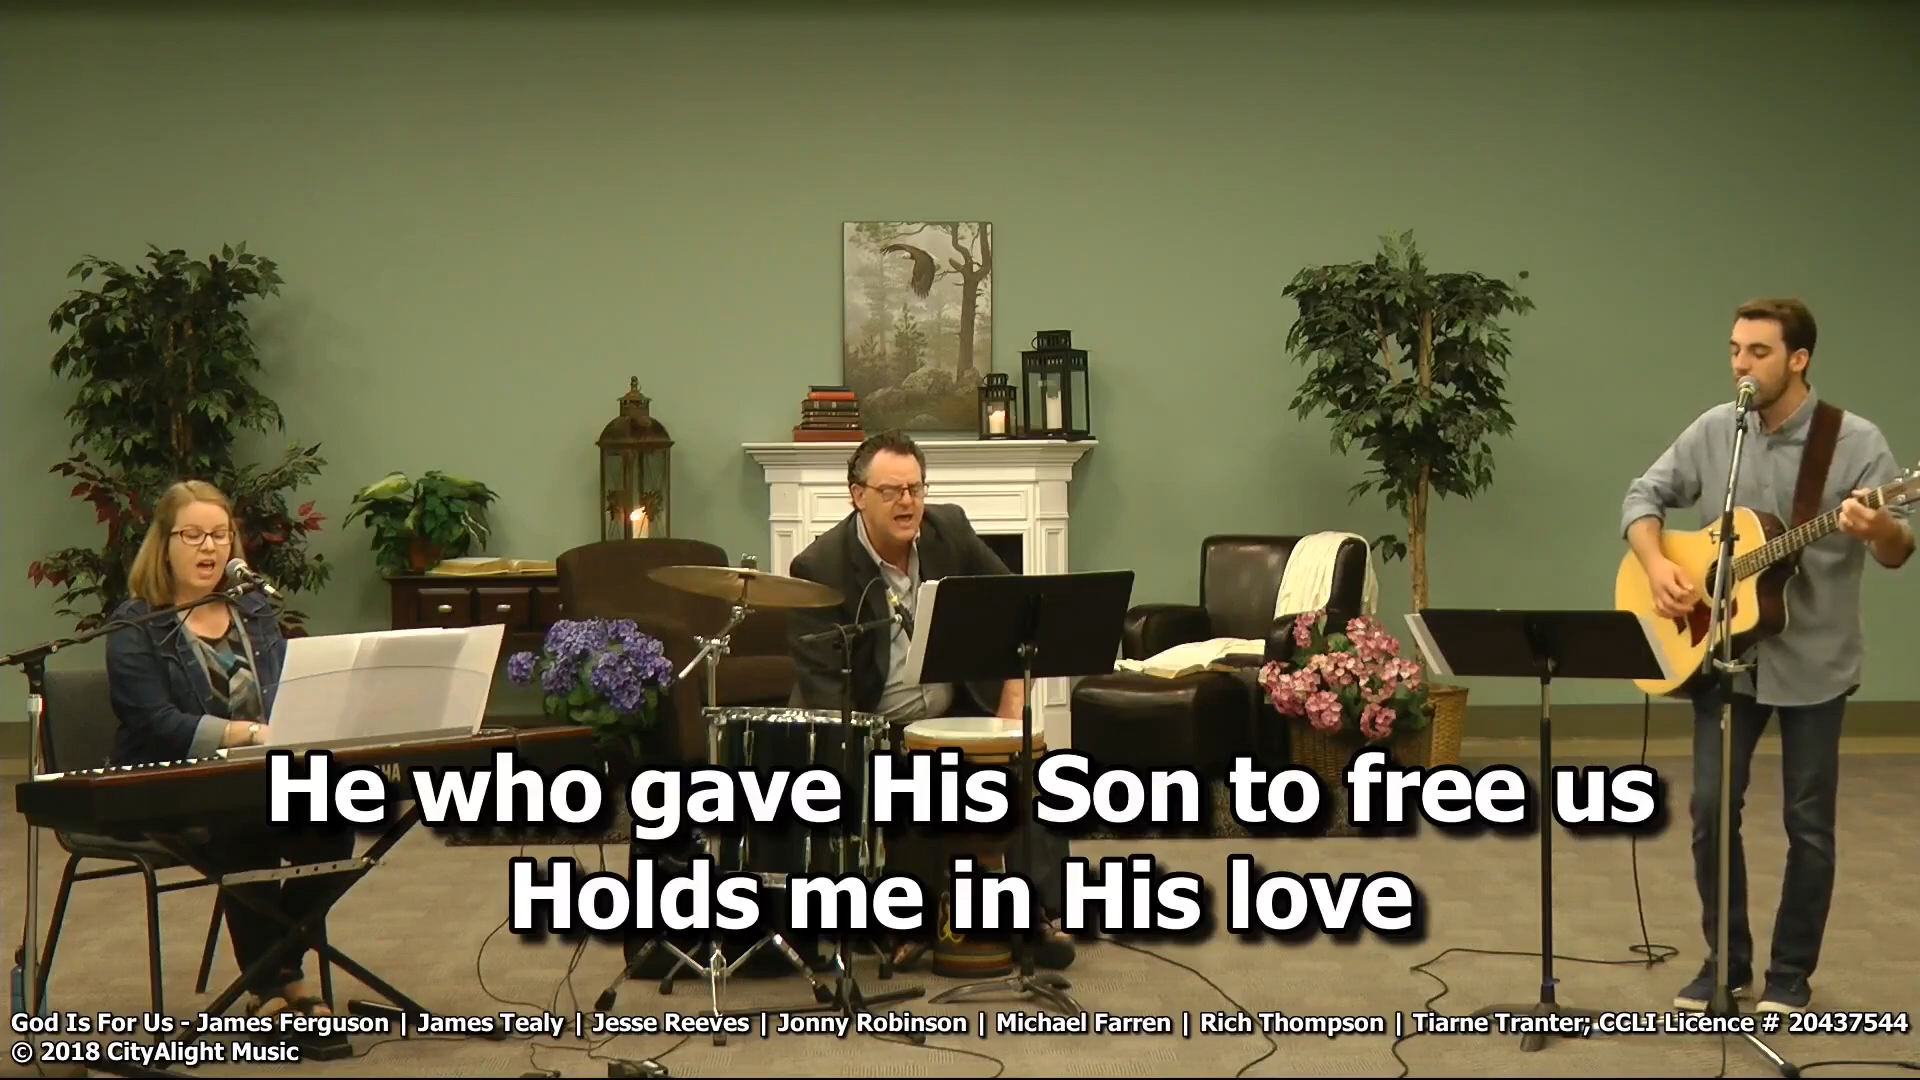 He who gave His Son to free us
Holds me in His love
God Is For Us - James Ferguson | James Tealy | Jesse Reeves | Jonny Robinson | Michael Farren | Rich Thompson | Tiarne Tranter; CCLI Licence # 20437544
© 2018 CityAlight Music